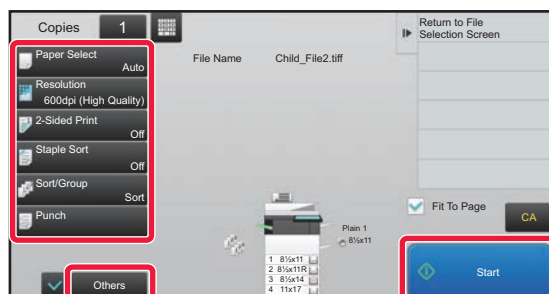 Copies 1
Paper Select
Auto
Resolution
600dpi (High Quality)
2-Sided Print
Off
Staple Sort
Off
Sort/Group
Sort
Punch
Others
File Name Child_File2.tiff
Plain 1
8½x11
1 8½x11
2 8½x11R
3 8½x14
4 11x17
Return to File
Selection Screen
Fit To Page
CA
Start